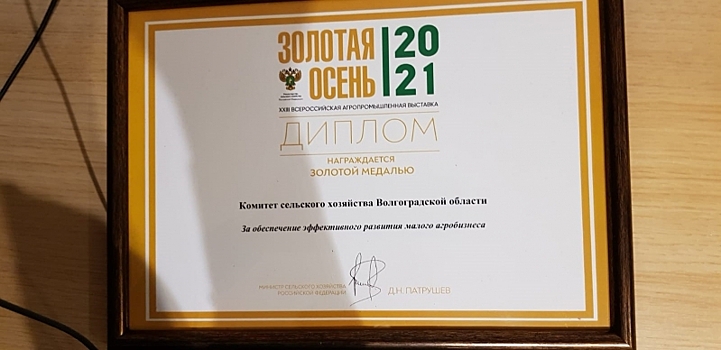 ЗОЛОТАЯ
ОСЕНЬ
20
21
XXIII ВСЕРОССИЙСКАЯ АГРОПРОМЫШЛЕННАЯ ВЫСТАВКА
ДИПЛОМ
НАГРАЖДАЕТСЯ
ЗОЛОТОЙ МЕДАЛЬЮ
Комитет сельского хозяйства Волгоградской области
За обеспечение эффективного развития малого агробизнеса
МИНИСТР СЕЛЬСКОГО ХОЗЯЙСТВА
РОССИЙСКОЙ ФЕДЕРАЦИИ
Д.Н. ПАТРУШЕВ